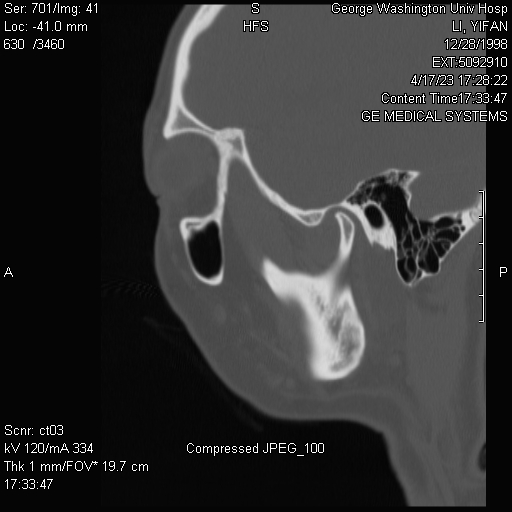 Ser: 701/Img: 41
Loc: -41.0 mm
630 /3460
S
HFS
George Washington Univ Hosp
LI, YIFAN
12/28/1998
EXT:5092910
4/17/23 17:28:22
Content Time17:33:47
GE MEDICAL SYSTEMS
A
P
Scnr: ct03
kV 120/mA 334
Thk 1 mm/FOV* 19.7 cm
17:33:47
Compressed JPEG_100